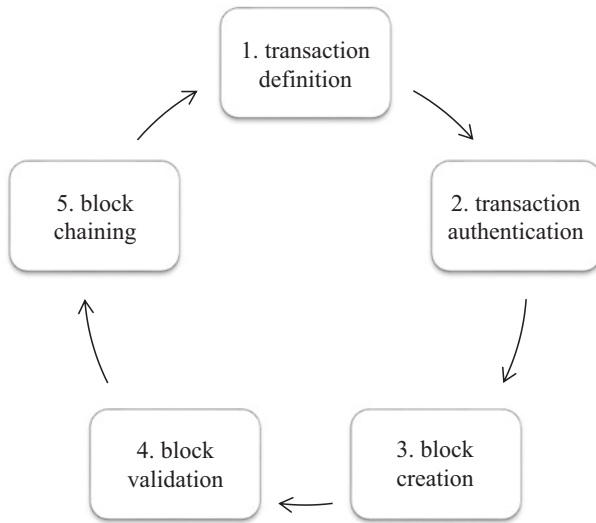 1. transaction
definition
2. transaction
authentication
3. block
creation
4. block
validation
5. block
chaining